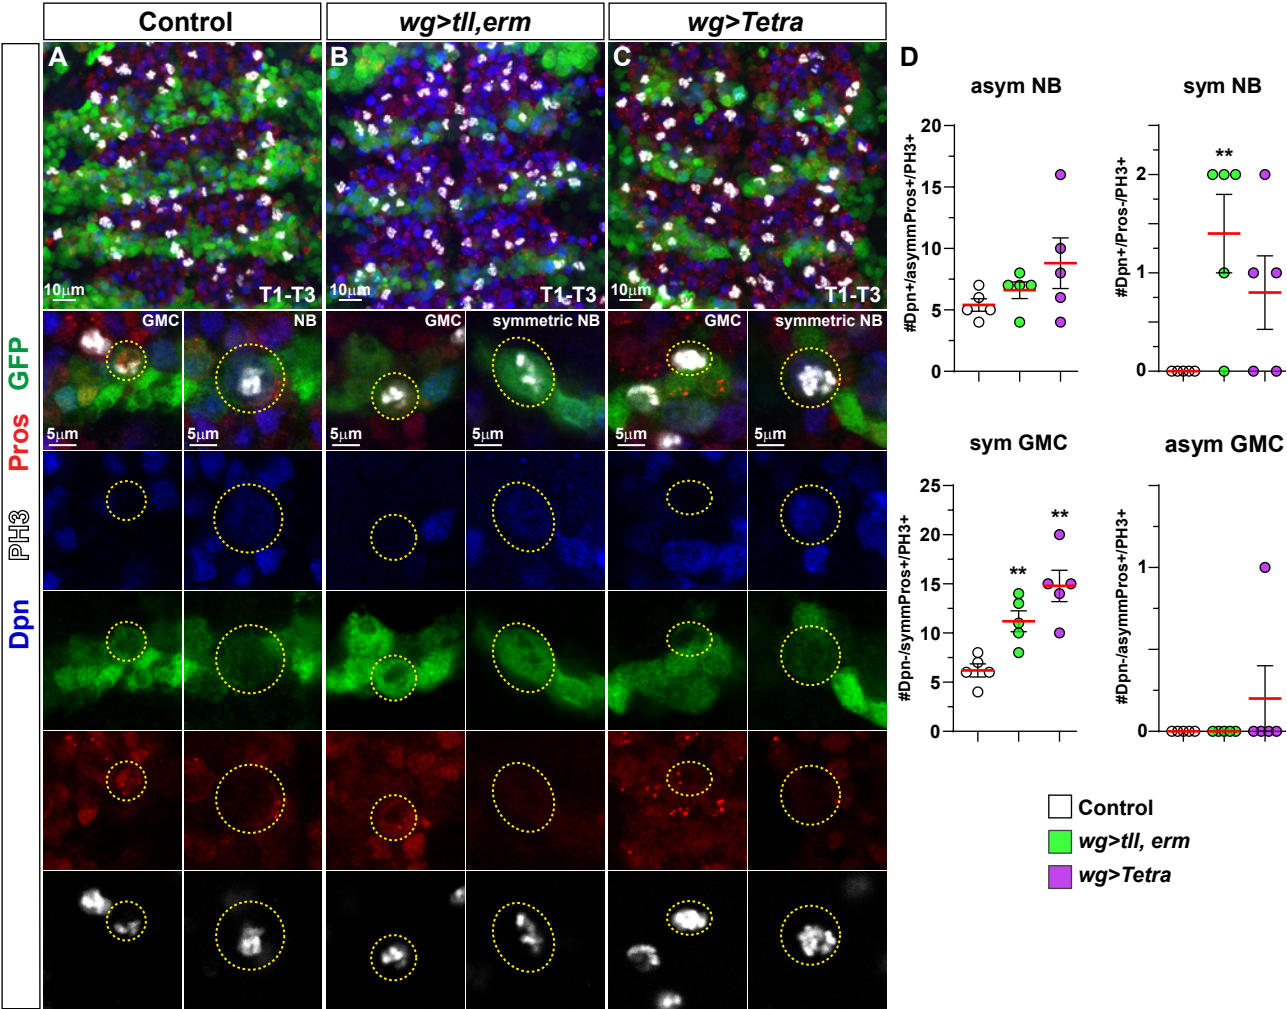 Control
wg>tll,erm
wg>Tetra
Dpn PH3 Pros GFP
A
10µm
T1-T3
B
10µm
T1-T3
C
10µm
T1-T3
GMC
5µm
NB
5µm
GMC
5µm
symmetric NB
5µm
GMC
5µm
symmetric NB
5µm
D
asym NB
#Dpn+/asymmPros+/PH3+
20
15
10
5
0
sym NB
#Dpn+/Pros-/PH3+
2
1
0
**
sym GMC
#Dpn-/symmPros+/PH3+
25
20
15
10
5
0
**
**
asym GMC
#Dpn-/asymmPros+/PH3+
1
0
Control
wg>tll, erm
wg>Tetra